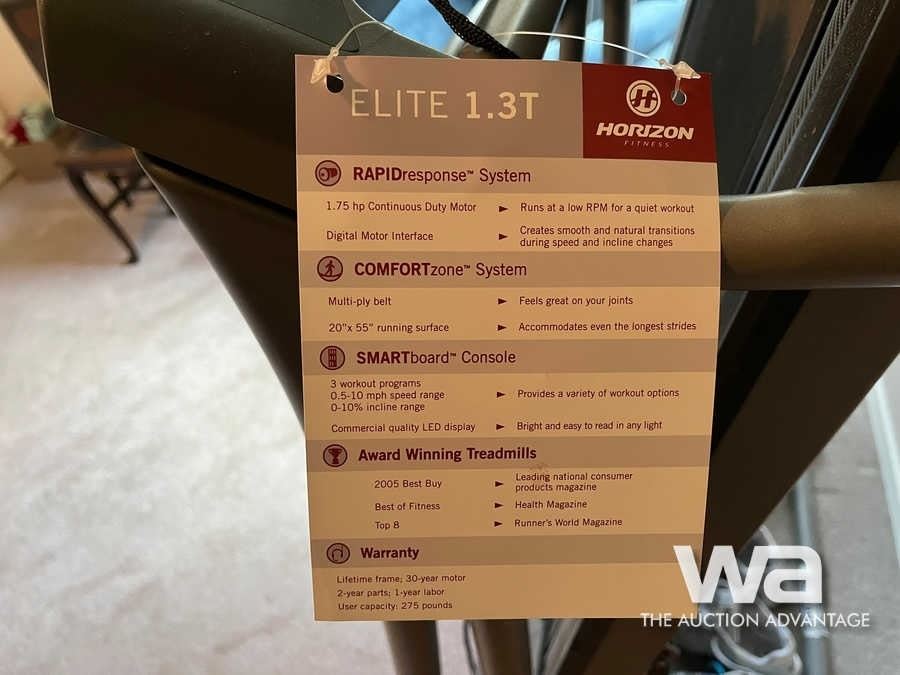 ELITE 1.3T
HORIZON
FITNESS
RAPIDresponse™ System
1.75 hp Continuous Duty Motor ► Runs at a low RPM for a quiet workout
Digital Motor Interface ► Creates smooth and natural transitions
during speed and incline changes
COMFORTzone™ System
Multi-ply belt ► Feels great on your joints
20"x 55" running surface ► Accommodates even the longest strides
SMARTboard™ Console
3 workout programs
0.5-10 mph speed range ► Provides a variety of workout options
0-10% incline range
Commercial quality LED display ► Bright and easy to read in any light
Award Winning Treadmills
2005 Best Buy ► Leading national consumer
products magazine
Best of Fitness ► Health Magazine
Top 8 ► Runner's World Magazine
Warranty
Lifetime frame; 30-year motor
2-year parts; 1-year labor
User capacity: 275 pounds
wa
THE AUCTION ADVANTAGE